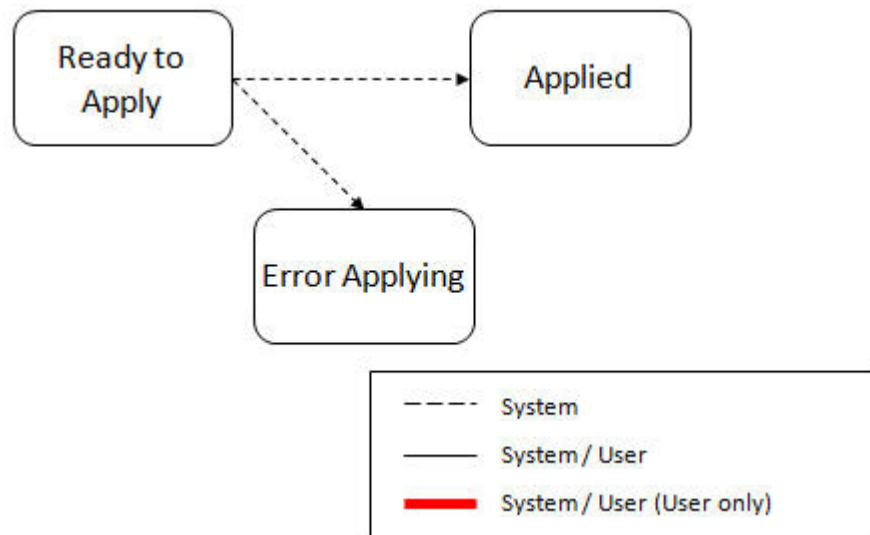 Ready to
Apply
Applied
Error Applying
System
System / User
System / User (User only)